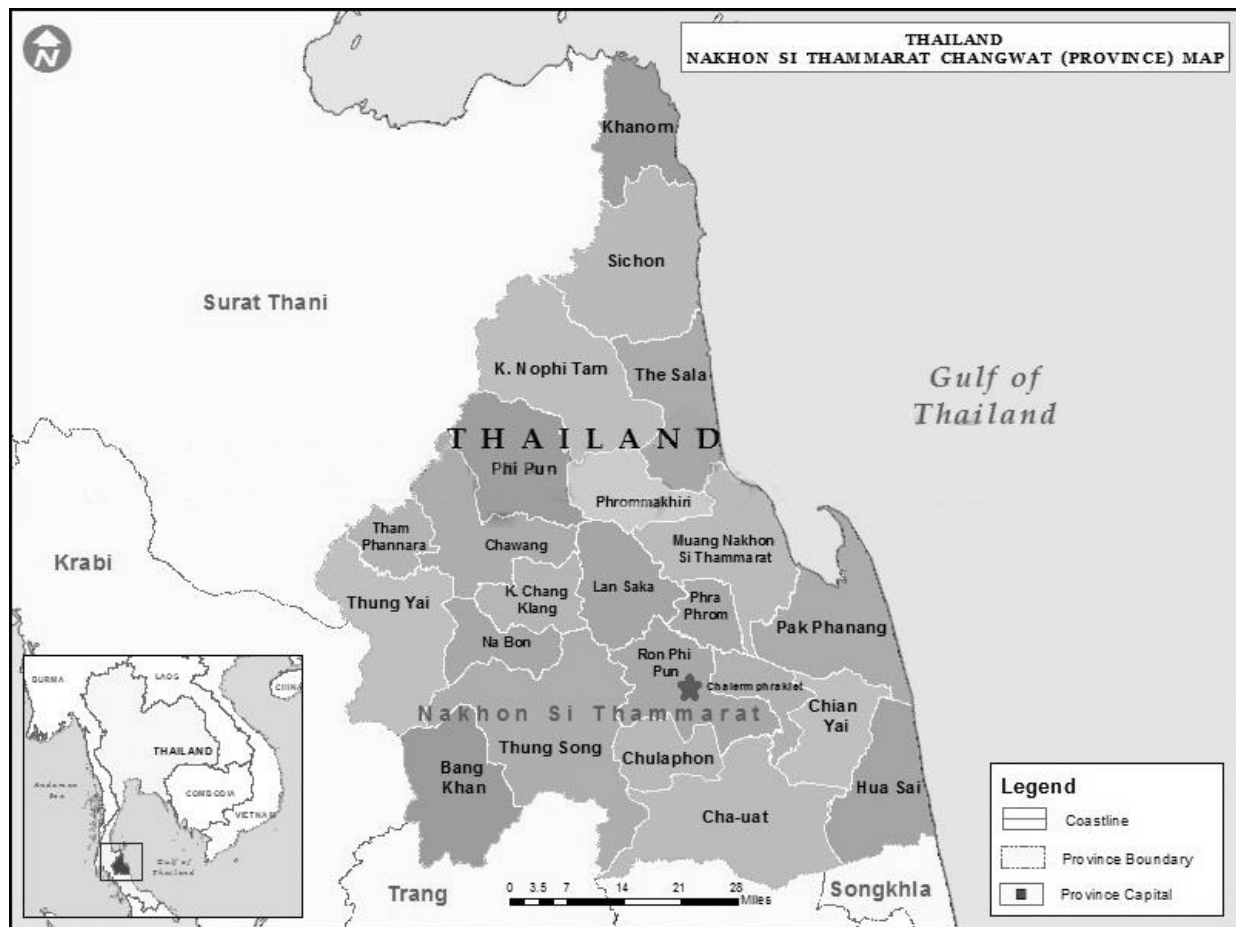 N
THAILAND
NAKHON SI THAMMARAT CHANGWAT (PROVINCE) MAP
Khanom
Sichon
Surat Thani
K. Nophi Tam
The Sala
Gulf of
Thailand
THAILAND
Phi Pun
Phrommakhiri
Tham
Phannara
Chawang
Muang Nakhon
Si Thammarat
Krabi
Thung Yai
K. Chang
Klang
Lan Saka
Phra
Phrom
Pak Phanang
Na Bon
Ron Phi
Pun
Chalermphrakiet
Chian
Yai
Nakhon Si Thammarat
Thung Song
Chulaphon
Bang
Khan
Hua Sai
Cha-uat
Trang
Songkhla
0 3.5 7 14 21 28
Miles
BURMA
LAOS
CHINA
THAILAND
COMBODIA
VIETNAM
Andaman
Sea
Gulf of
Thailand
Legend
Coastline
Province Boundary
Province Capital